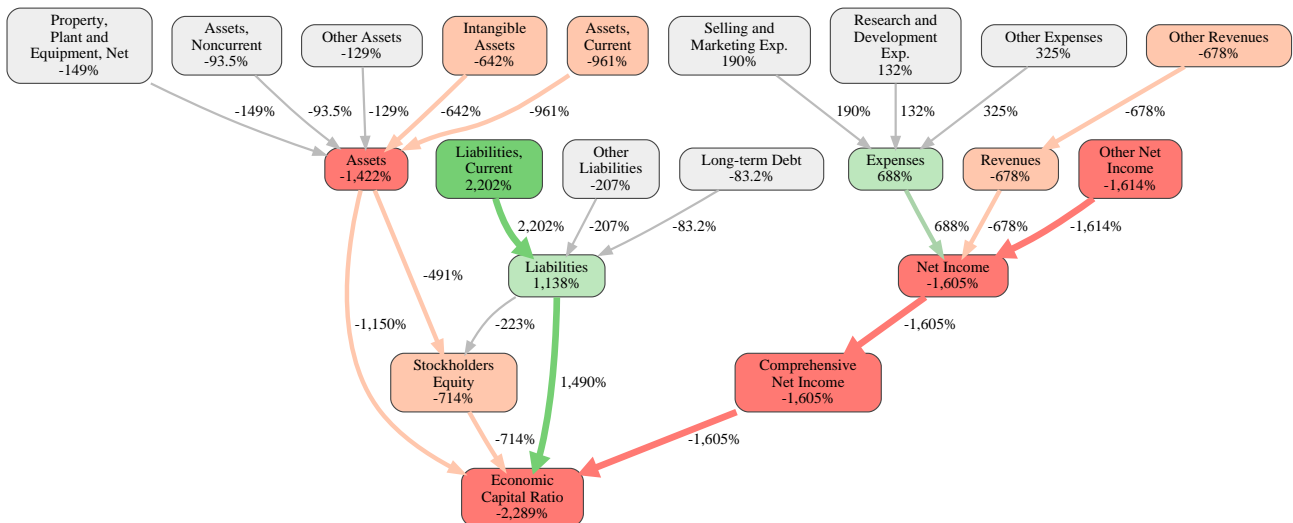 Property,
Plant and
Equipment, Net
-149%
Assets,
Noncurrent
-93.5%
Other Assets
-129%
Intangible
Assets
-642%
Assets,
Current
-961%
Selling and
Marketing Exp.
190%
Research and
Development
Exp.
132%
Other Expenses
325%
Other Revenues
-678%
-149%
-93.5%
-129%
-642%
-961%
190%
132%
325%
-678%
Assets
-1,422%
Liabilities,
Current
2,202%
Other
Liabilities
-207%
Long-term Debt
-83.2%
Expenses
688%
Revenues
-678%
Other Net
Income
-1,614%
2,202%
-207%
-83.2%
688%
-678%
-1,614%
-491%
Liabilities
1,138%
Net Income
-1,605%
-1,150%
-223%
-1,605%
Stockholders
Equity
-714%
1,490%
Comprehensive
Net Income
-1,605%
-714%
-1,605%
Economic
Capital Ratio
-2,289%